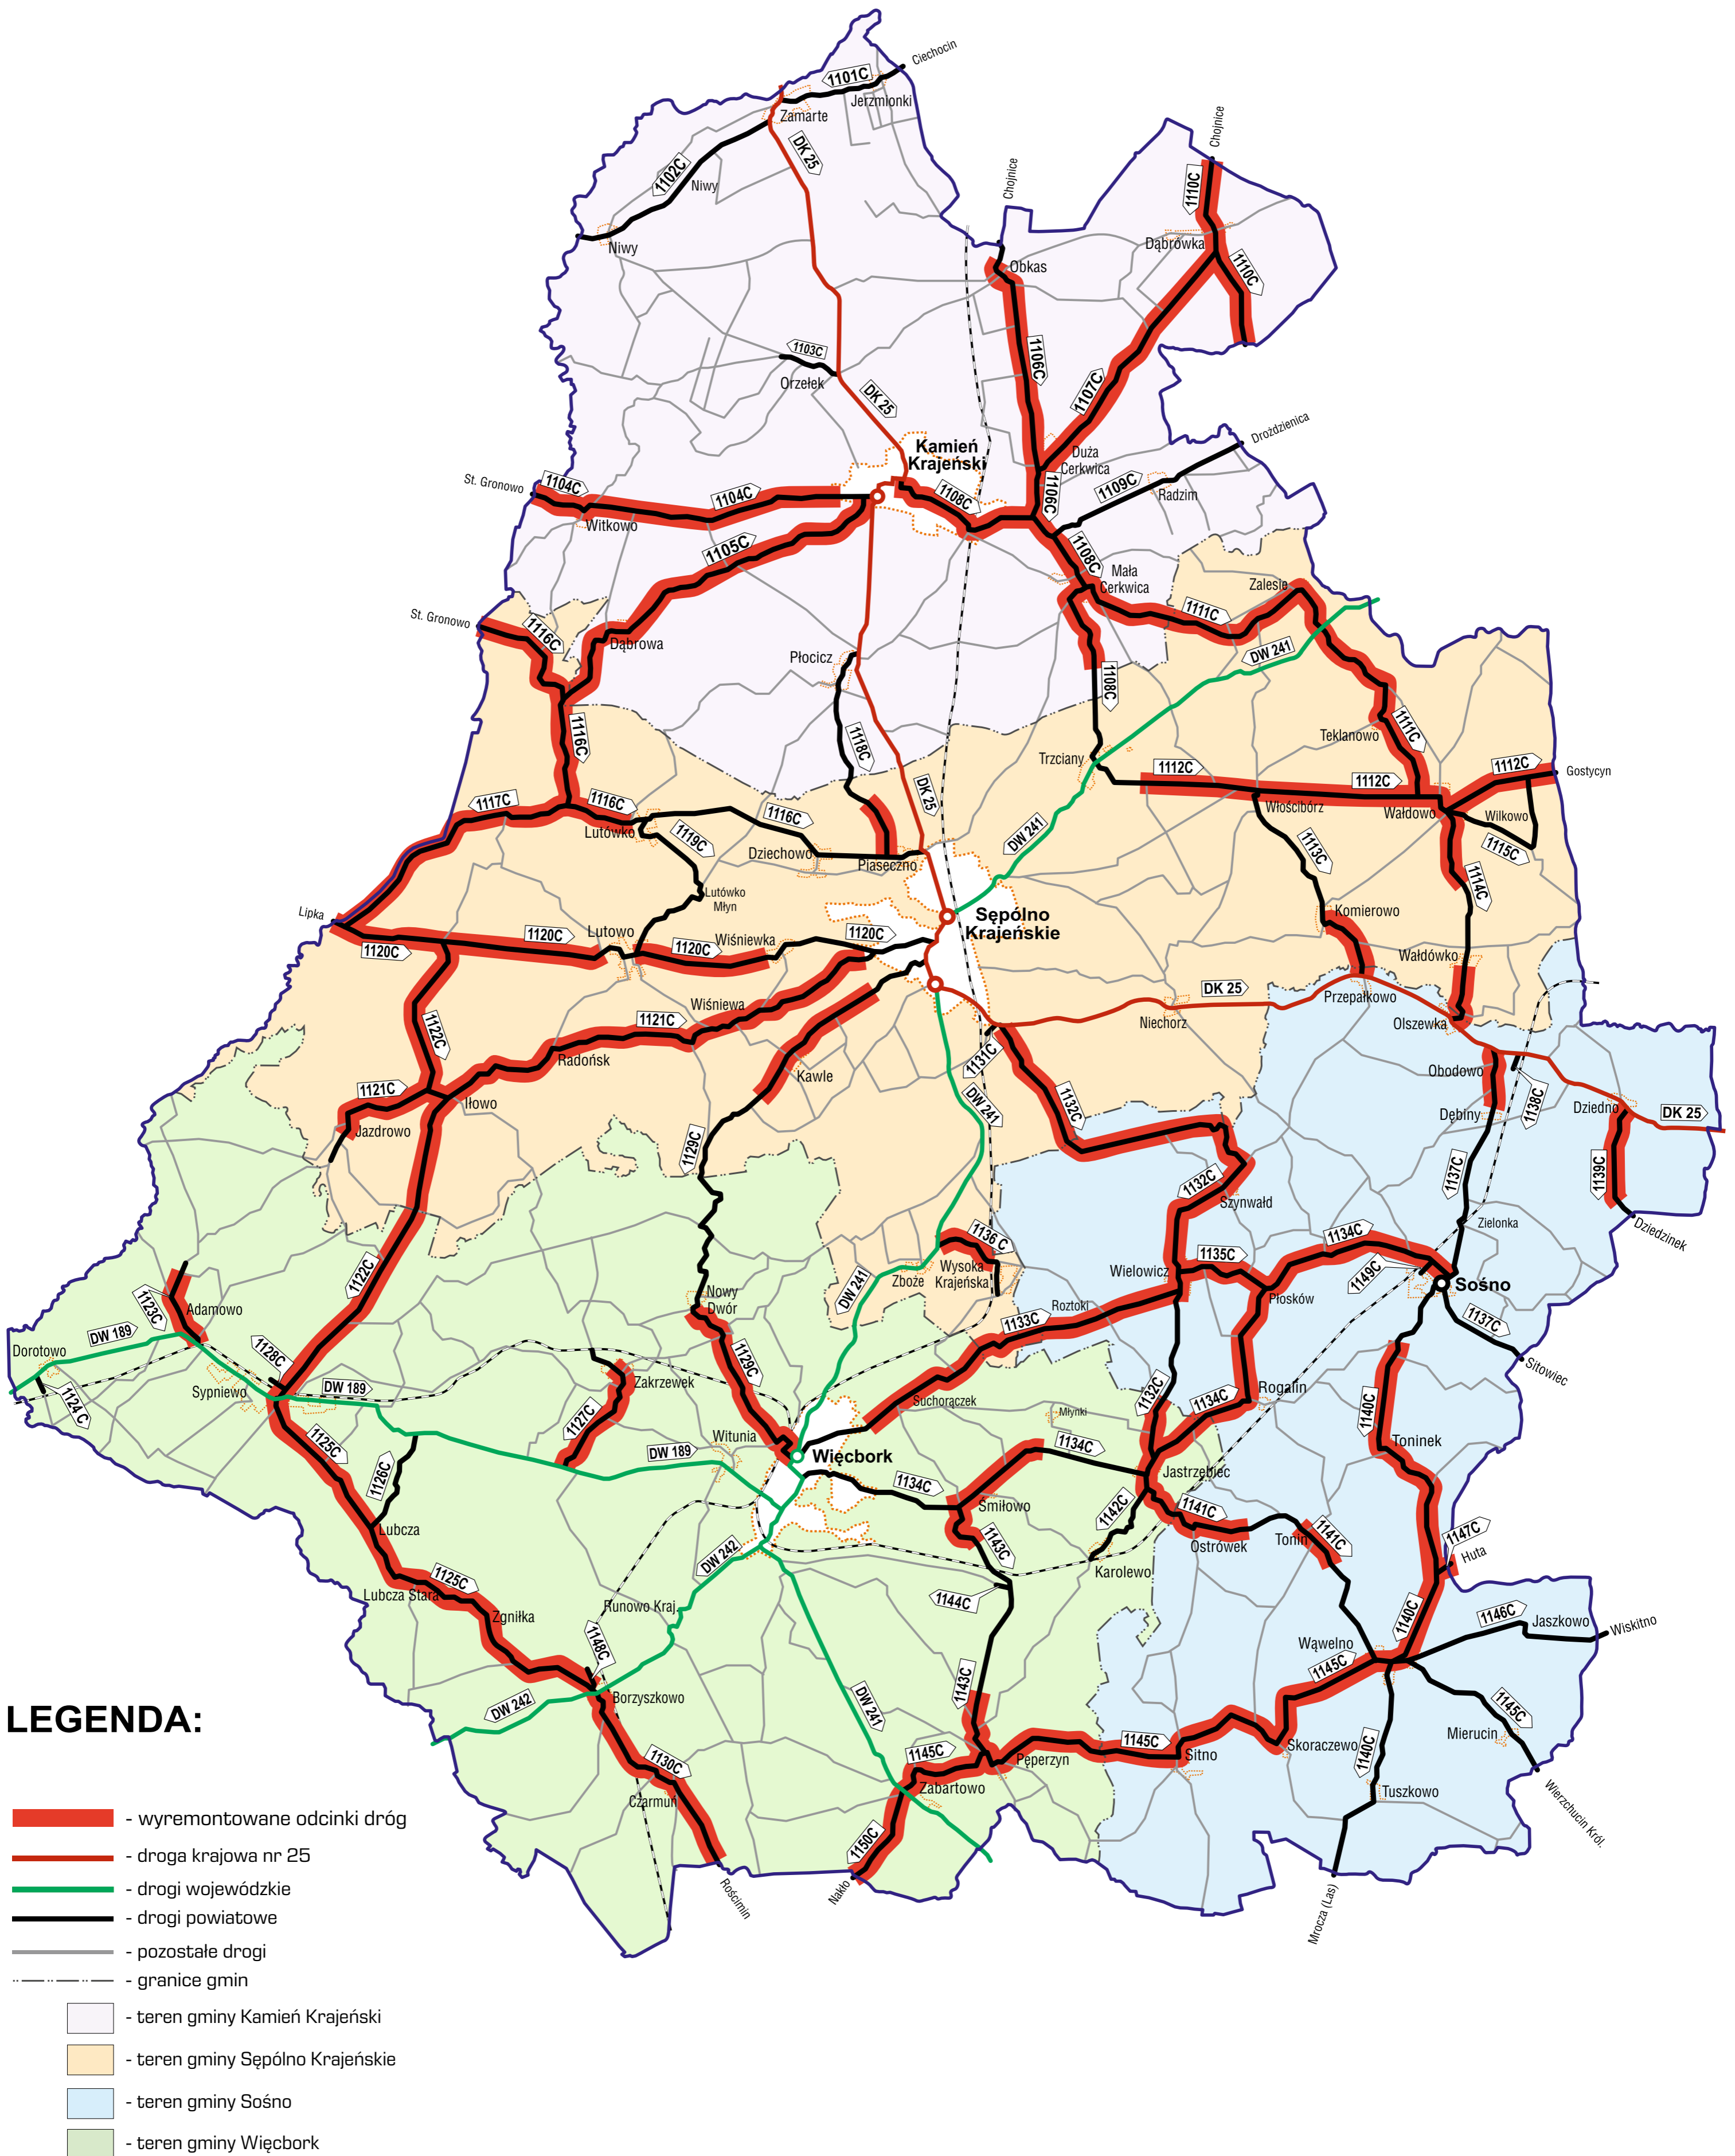 Ciechocin
1101C
Jerzmionki
Zamarte
DK 25
1102C
Niwy
Niwy
Chojnice
Chojnice
1110C
Dąbrówka
1110C
Obkas
1103C
Orzełek
1106C
1107C
DK 25
Kamień
Krajeński
Duża
Cerkwica
Drożdzienica
St. Gronowo
1104C
1104C
1108C
1106C
1109C
Radzim
Witkowo
1105C
1108C
Mała
Cerkwica
Zalesie
St. Gronowo
1116C
1111C
Dąbrowa
Płocicz
DW 241
1108C
1116C
1118C
Teklanowo
1111C
Trzciany
1112C
1112C
1112C
Gostycyn
1117C
1116C
DK 25
Włościbórz
Wałdowo
Wilkowo
Lutówko
1119C
1116C
Dziechowo
Piaseczno
DW 241
1113C
1115C
1114C
Lutówko
Młyn
Lipka
Sępólno
Krajeńskie
Komierowo
1120C
1120C
Lutowo
1120C
Wiśniewka
1120C
Wałdówko
Wiśniewa
DK 25
Przepałkowo
Niechorz
Olszewka
1122C
1121C
Radońsk
Kawle
1131C
Obodowo
1138C
1121C
Iłowo
DW 241
1132C
Dębiny
Dziedno
DK 25
Jazdrowo
1129C
1137C
1139C
1132C
Szynwałd
Zielonka
Dziedzinek
1136 C
1134C
1135C
Wielowicz
1149C
Sośno
Zboże
Wysoka
Krajeńska
1122C
1123C
Adamowo
Nowy
Dwór
DW 241
Roztoki
1133C
Płosków
1137C
DW 189
Dorotowo
1128C
Sitowiec
1124 C
Sypniewo
DW 189
Zakrzewek
1129C
Suchorączek
Rogalin
1132C
1134C
1140C
Młynki
1127C
1125C
Witunia
DW 189
Więcbork
1134C
Toninek
1126C
1134C
Jastrzębiec
Lubcza
Śmiłowo
1142C
1141C
1141C
1147C
Ostrówek
Tonin
Huta
1143C
DW 242
Karolewo
Lubcza Stara
1125C
1144C
Zgniłka
Runowo Kraj.
1140C
1146C
Jaszkowo
Wiskitno
1148C
Wąwelno
1145C
LEGENDA:
DW 242
Borzyszkowo
1143C
DW 241
1145C
Mierucin
1145C
1145C
Pęperzyn
Sitno
Skoraczewo
1140C
1130C
Czarmuń
Zabartowo
Tuszkowo
Wierzchucin Król.
1150C
Nakło
Rościmin
Mrocza (Las)
- wyremontowane odcinki dróg
- droga krajowa nr 25
- drogi wojewódzkie
- drogi powiatowe
- pozostałe drogi
- granice gmin
- teren gminy Kamień Krajeński
- teren gminy Sępólno Krajeńskie
- teren gminy Sośno
- teren gminy Więcbork